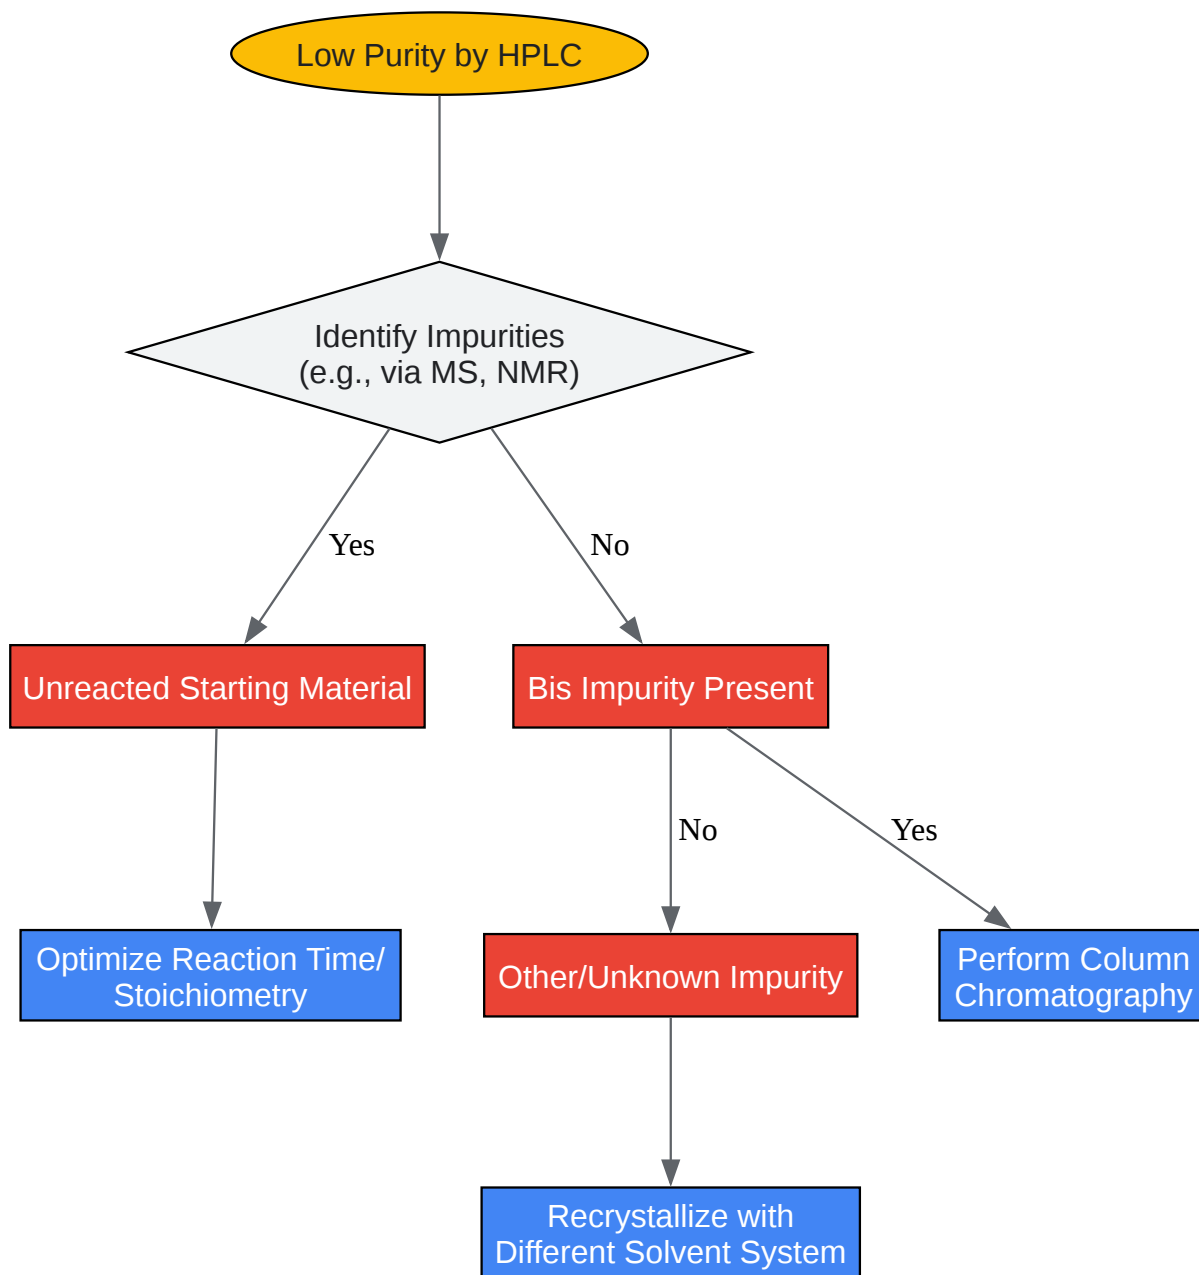 Low Purity by HPLC
Identify Impurities
(e.g., via MS, NMR)
Yes
No
Unreacted Starting Material
Bis Impurity Present
No
Yes
Optimize Reaction Time/
Stoichiometry
Other/Unknown Impurity
Perform Column
Chromatography
Recrystallize with
Different Solvent System